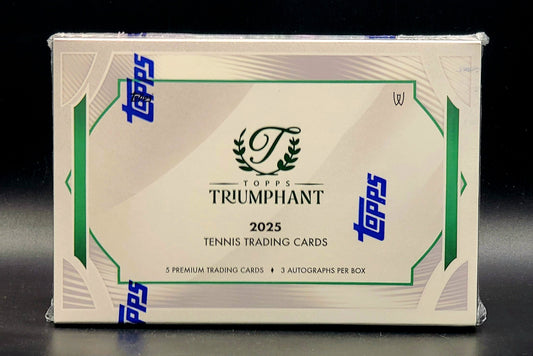 TOPPS
TOPPS
TOPPS
T
TOPPS
TRIUMPHANT
2025
TENNIS TRADING CARDS
5 PREMIUM TRADING CARDS ♦ 3 AUTOGRAPHS PER BOX